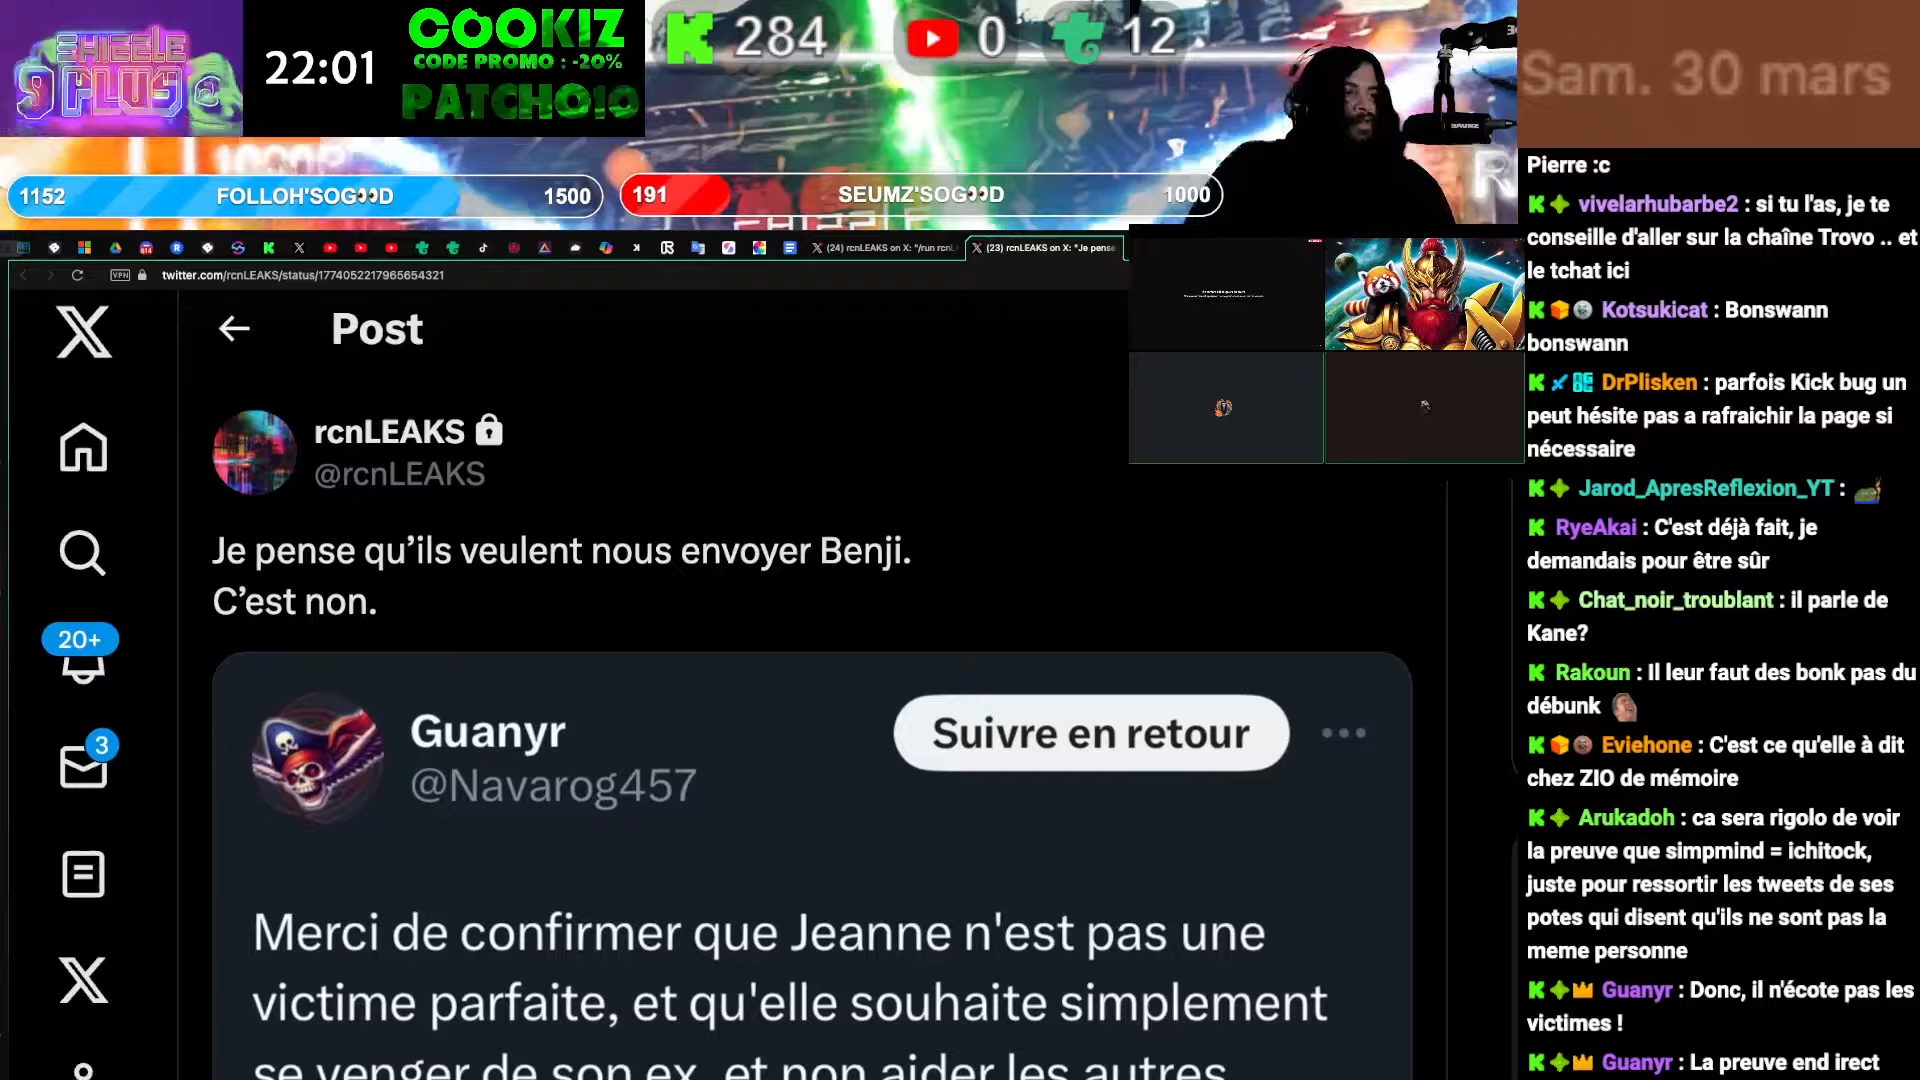 9 PLUS
22:01
COOKIZ
CODE PROMO : -20%
PATCHO10
284
0
12
Sam. 30 mars
1152 FOLLOH'SOG👀D 1500
191 SEUMZ'SOG👀D 1000
(24) rcnLEAKS on X: "/run rcnL
(23) rcnLEAKS on X: "Je pense
VPN
twitter.com/rcnLEAKS/status/1774052217965654321
Post
rcnLEAKS
@rcnLEAKS
Je pense qu’ils veulent nous envoyer Benji.
C’est non.
20+
3
Guanyr
@Navarog457
Suivre en retour
Merci de confirmer que Jeanne n'est pas une
victime parfaite, et qu'elle souhaite simplement
se venger de son ex, et non aider les autres
Pierre :c
vivelarhubarbe2 : si tu l'as, je te
conseille d'aller sur la chaîne Trovo .. et
le tchat ici
Kotsukicat : Bonswann
bonswann
DrPlisken : parfois Kick bug un
peut hésite pas a rafraichir la page si
nécessaire
Jarod_ApresReflexion_YT :
RyeAkai : C'est déjà fait, je
demandais pour être sûr
Chat_noir_troublant : il parle de
Kane?
Rakoun : Il leur faut des bonk pas du
débunk
Eviehone : C'est ce qu'elle à dit
chez ZIO de mémoire
Arukadoh : ca sera rigolo de voir
la preuve que simpmind = ichitock,
juste pour ressortir les tweets de ses
potes qui disent qu'ils ne sont pas la
meme personne
Guanyr : Donc, il n'écote pas les
victimes !
Guanyr : La preuve end irect